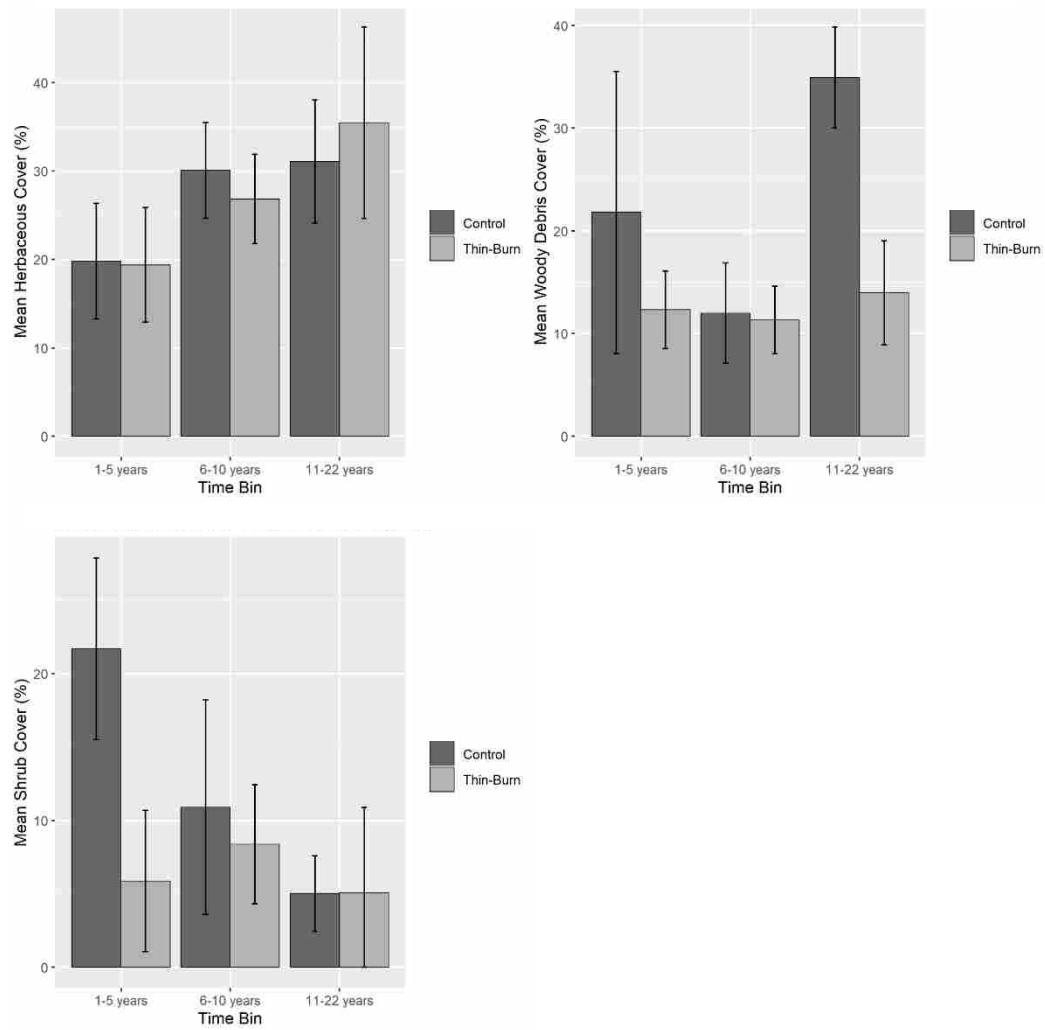 Mean Herbaceous Cover (%)
40
30
20
10
0
1-5 years 6-10 years 11-22 years
Time Bin
Control
Thin-Burn
Mean Woody Debris Cover (%)
40
30
20
10
0
1-5 years 6-10 years 11-22 years
Time Bin
Control
Thin-Burn
Mean Shrub Cover (%)
20
10
0
1-5 years 6-10 years 11-22 years
Time Bin
Control
Thin-Burn